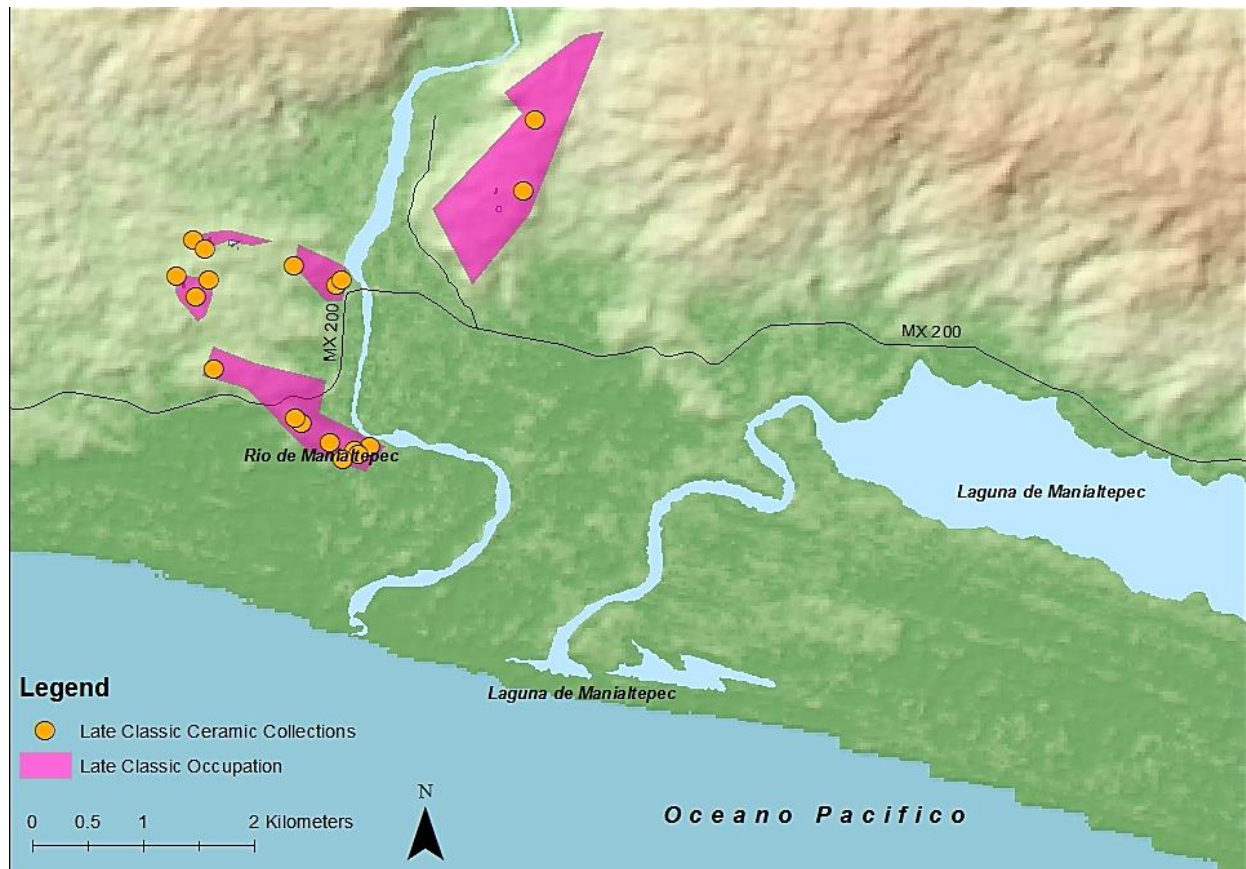 MX 200
MX 200
Rio de Manialtepec
Laguna de Manialtepec
Laguna de Manialtepec
Oceano Pacifico
Legend
Late Classic Ceramic Collections
Late Classic Occupation
0 0.5 1 2 Kilometers
N